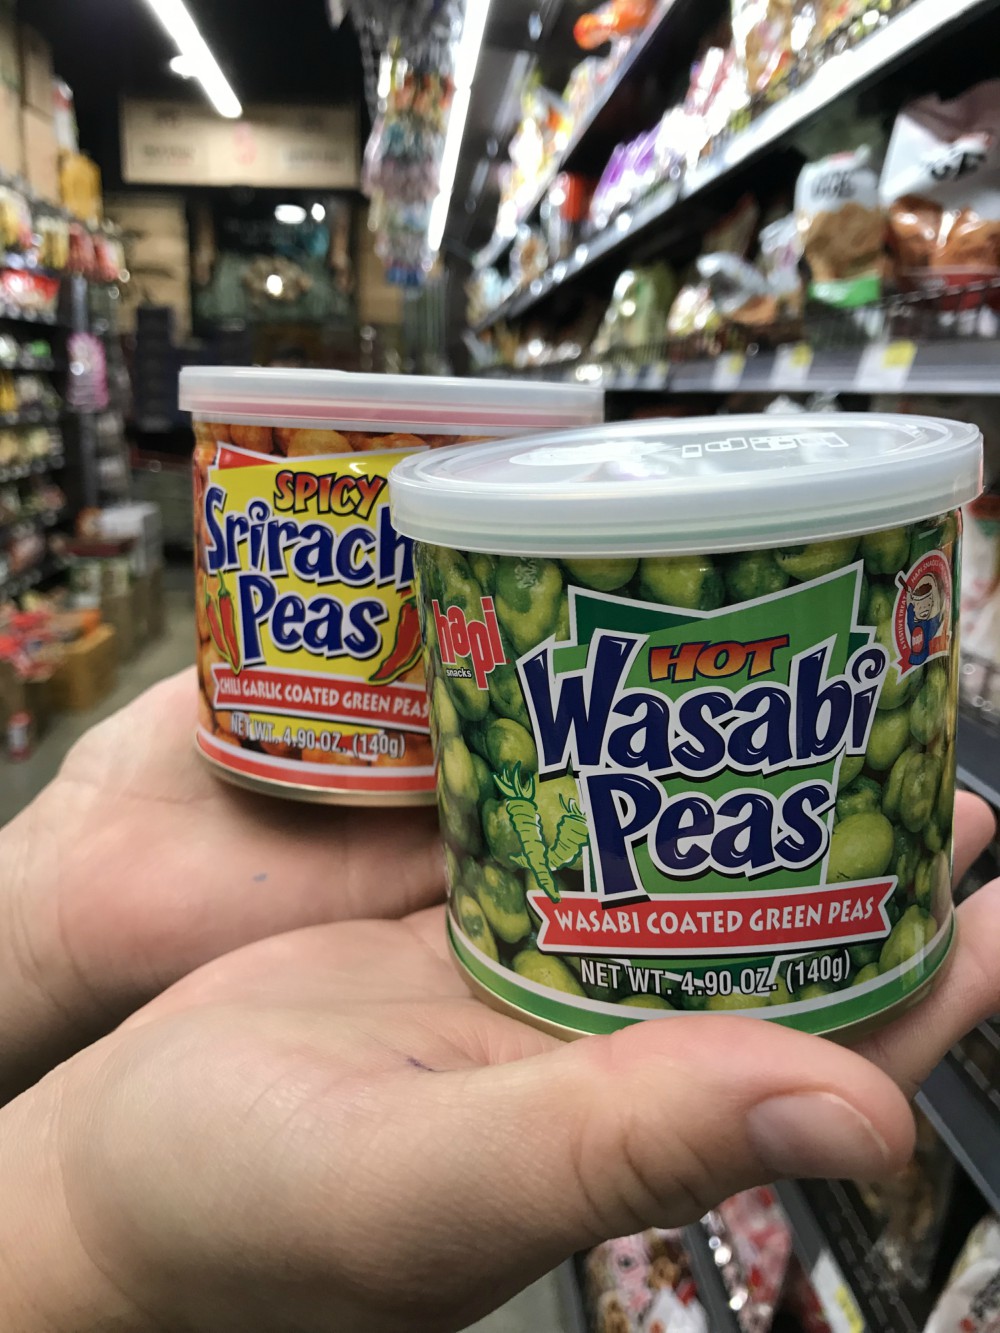 SPICY
Srirach
Peas
CHILI GARLIC COATED GREEN PEAS
NET WT. 4.90 OZ. (140g)
hapi
snacks
HOT
Wasabi
Peas
WASABI COATED GREEN PEAS
NET WT. 4.90 OZ. (140g)